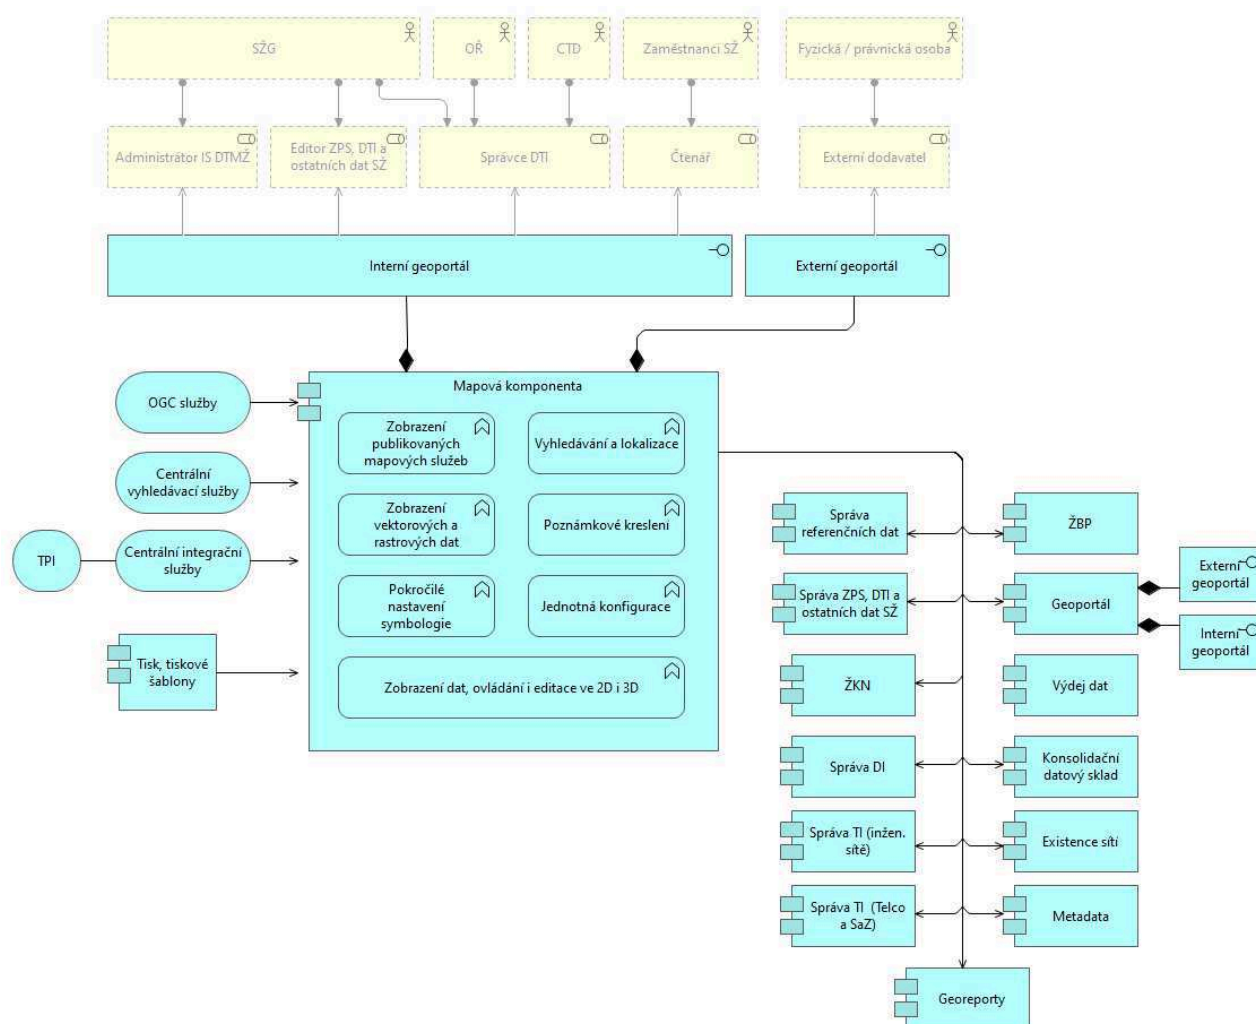 SŽG
OŘ
CTD
Zaměstnanci SŽ
Fyzická / právnická osoba
Administrátor IS DTMŽ
Editor ZPS, DTI a
ostatních dat SŽ
Správce DTI
Čtenář
Externí dodavatel
Interní geoportál
Externí geoportál
Mapová komponenta
OGC služby
Centrální
vyhledávací služby
TPI
Centrální integrační
služby
Tisk, tiskové
šablony
Zobrazení
publikovaných
mapových služeb
Vyhledávání a lokalizace
Zobrazení
vektorových a
rastrových dat
Poznámkové kreslení
Pokročilé
nastavení
symbologie
Jednotná konfigurace
Zobrazení dat, ovládání i editace ve 2D i 3D
Správa
referenčních dat
ŽBP
Správa ZPS, DTI a
ostatních dat SŽ
Geoportál
Externí
geoportál
Interní
geoportál
ŽKN
Výdej dat
Správa DI
Konsolidační
datový sklad
Správa TI (inžen.
sítě)
Existence sítí
Správa TI (Telco
a SaZ)
Metadata
Georeporty